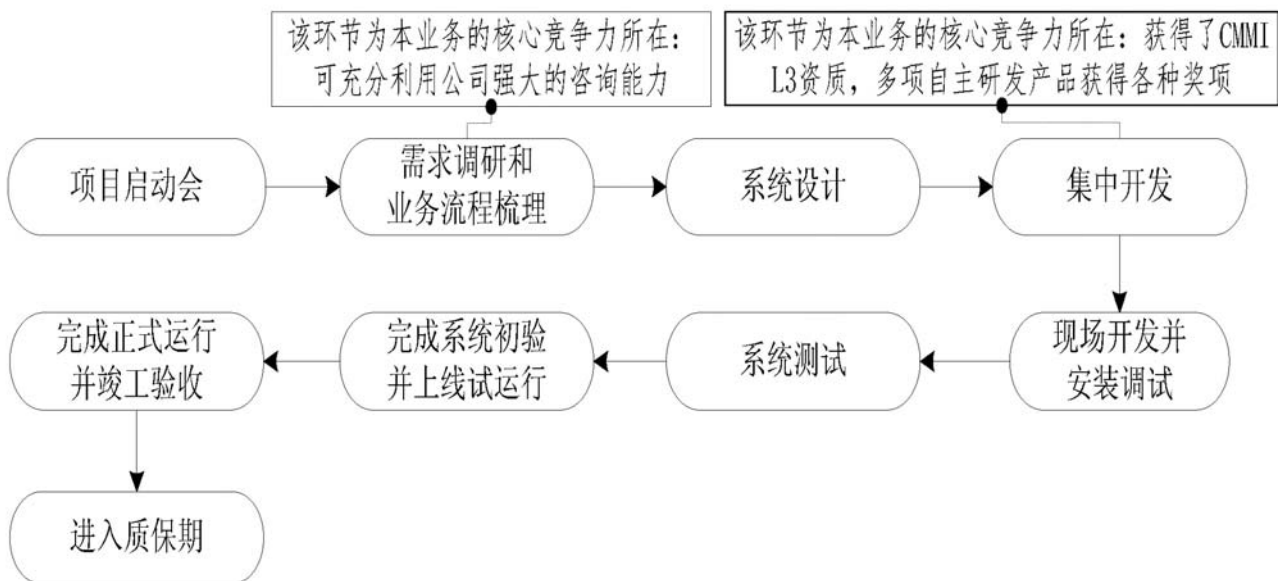 该环节为本业务的核心竞争力所在：
可充分利用公司强大的咨询能力
该环节为本业务的核心竞争力所在：获得了CMMI
L3资质，多项自主研发产品获得各种奖项
项目启动会
需求调研和
业务流程梳理
系统设计
集中开发
现场开发并
安装调试
系统测试
完成系统初验
并上线试运行
完成正式运行
并竣工验收
进入质保期